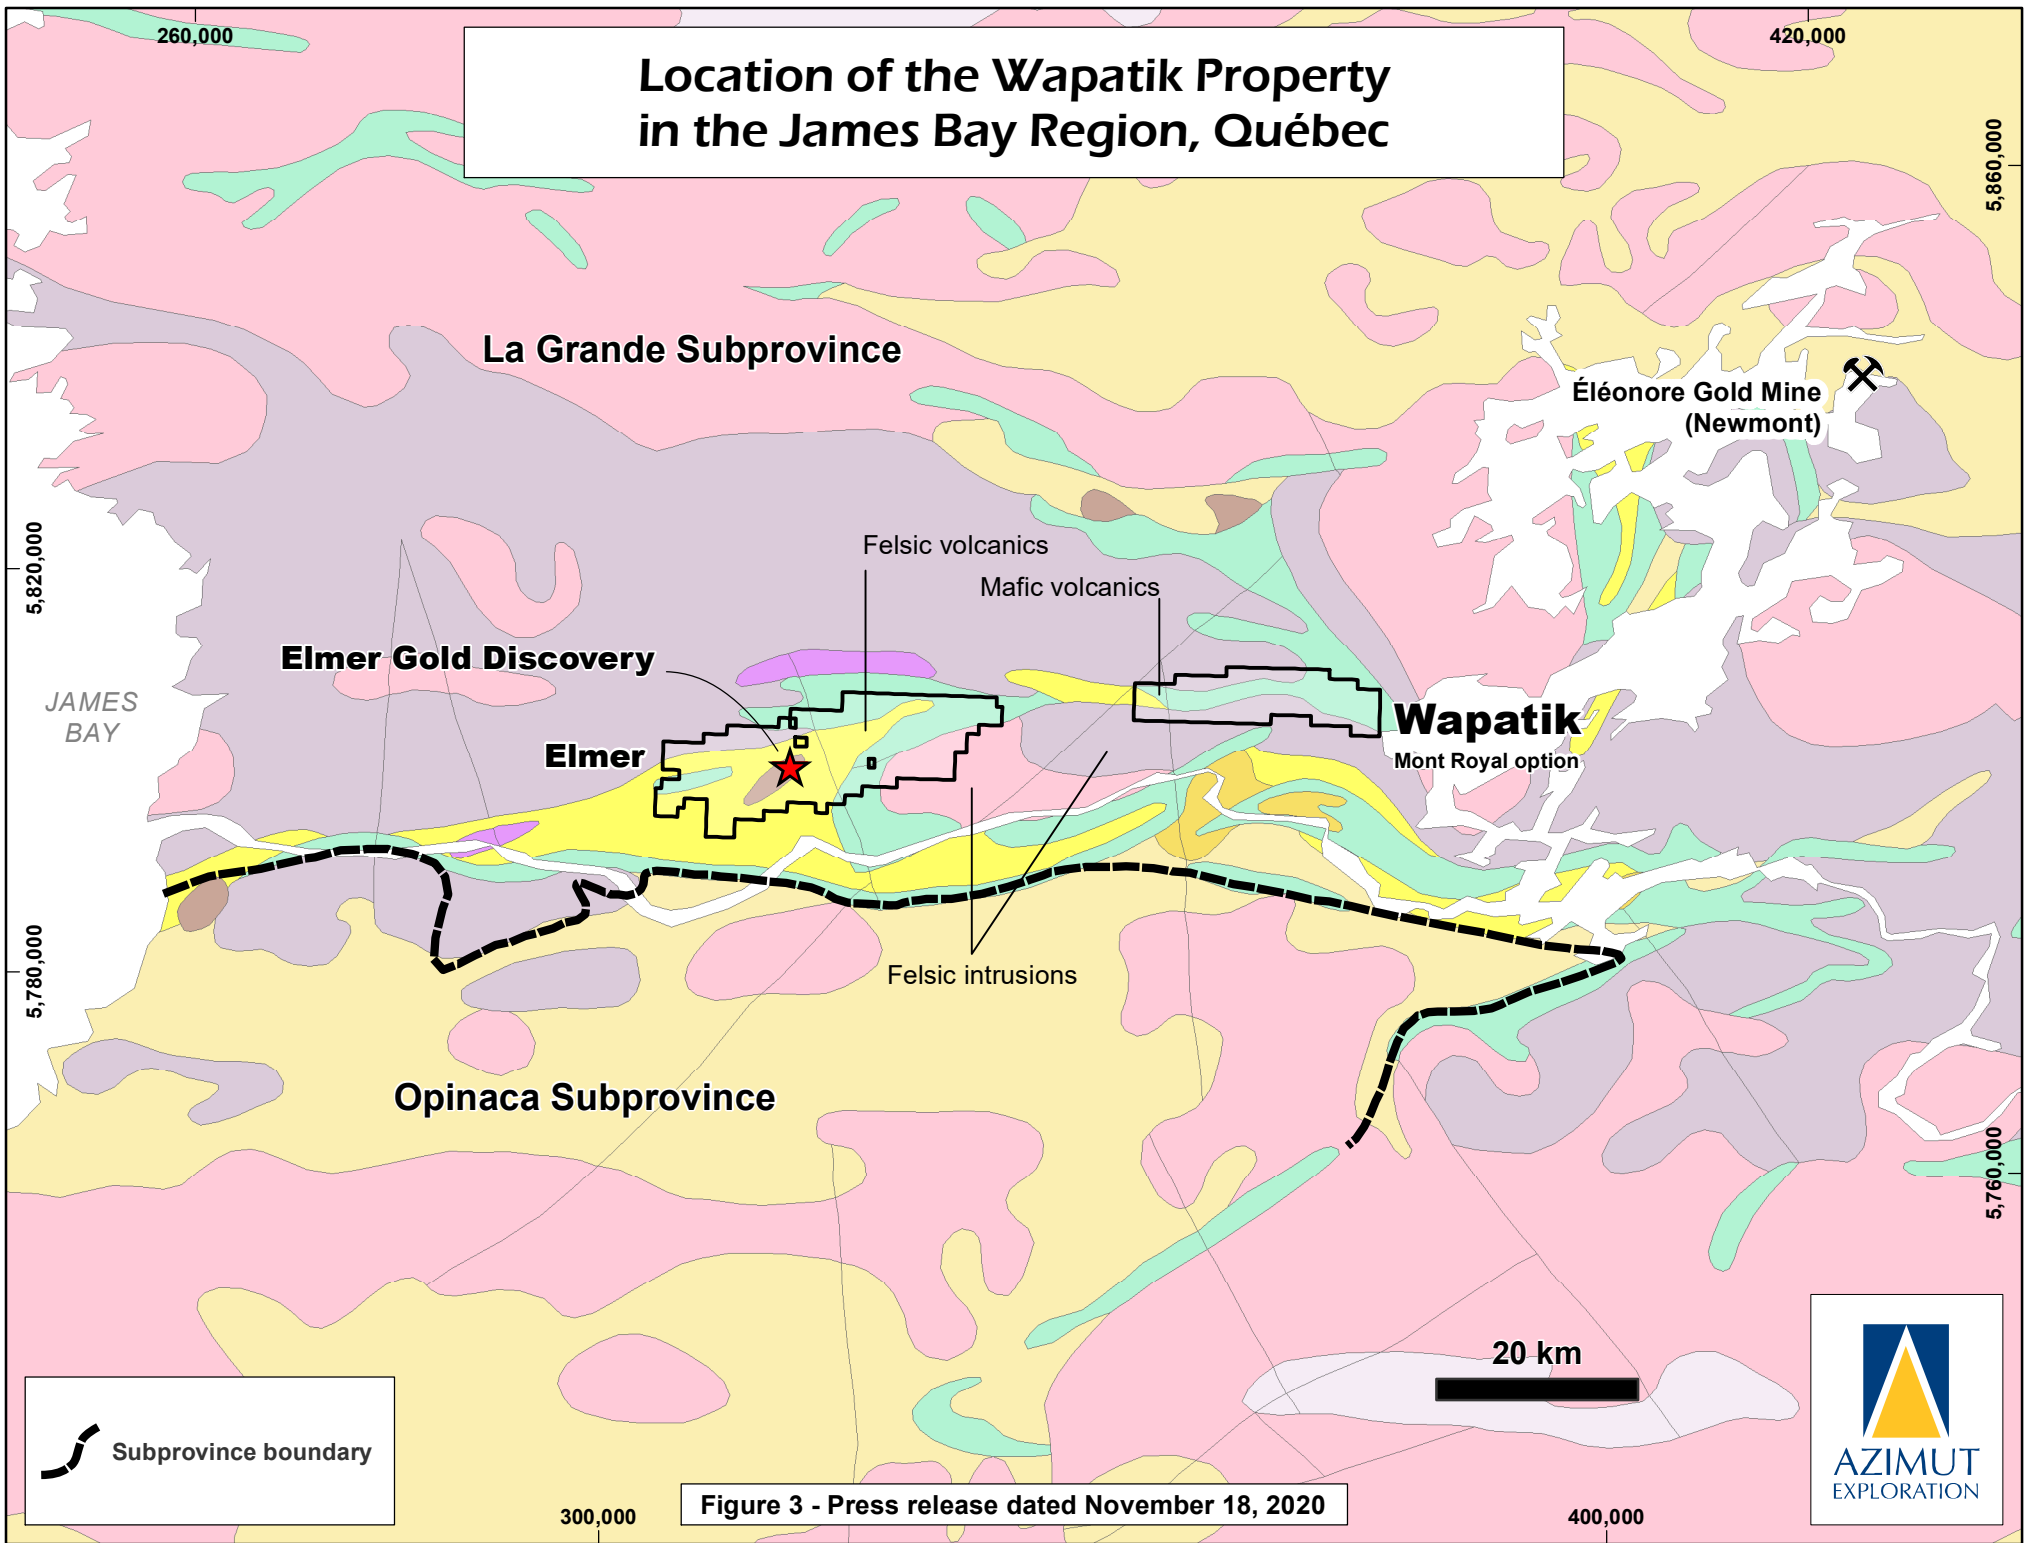 260,000
420,000
Location of the Wapatik Property
in the James Bay Region, Québec
5,860,000
La Grande Subprovince
Éléonore Gold Mine
(Newmont)
5,820,000
Felsic volcanics
Mafic volcanics
Elmer Gold Discovery
JAMES
BAY
Elmer
Wapatik
Mont Royal option
5,780,000
Felsic intrusions
Opinaca Subprovince
5,760,000
20 km
Subprovince boundary
AZIMUT
EXPLORATION
Figure 3 - Press release dated November 18, 2020
300,000
400,000